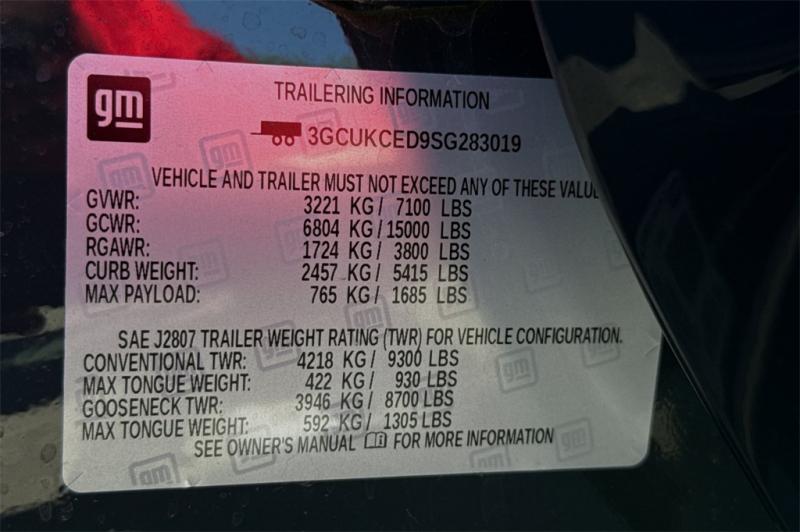 gm
TRAILERING INFORMATION
3GCUKCED9SG283019
VEHICLE AND TRAILER MUST NOT EXCEED ANY OF THESE VALU
GVWR: 3221 KG / 7100 LBS
GCWR: 6804 KG / 15000 LBS
RGAWR: 1724 KG / 3800 LBS
CURB WEIGHT: 2457 KG / 5415 LBS
MAX PAYLOAD: 765 KG / 1685 LBS
SAE J2807 TRAILER WEIGHT RATING (TWR) FOR VEHICLE CONFIGURATION.
CONVENTIONAL TWR: 4218 KG / 9300 LBS
MAX TONGUE WEIGHT: 422 KG / 930 LBS
GOOSENECK TWR: 3946 KG / 8700 LBS
MAX TONGUE WEIGHT: 592 KG / 1305 LBS
SEE OWNER'S MANUAL FOR MORE INFORMATION